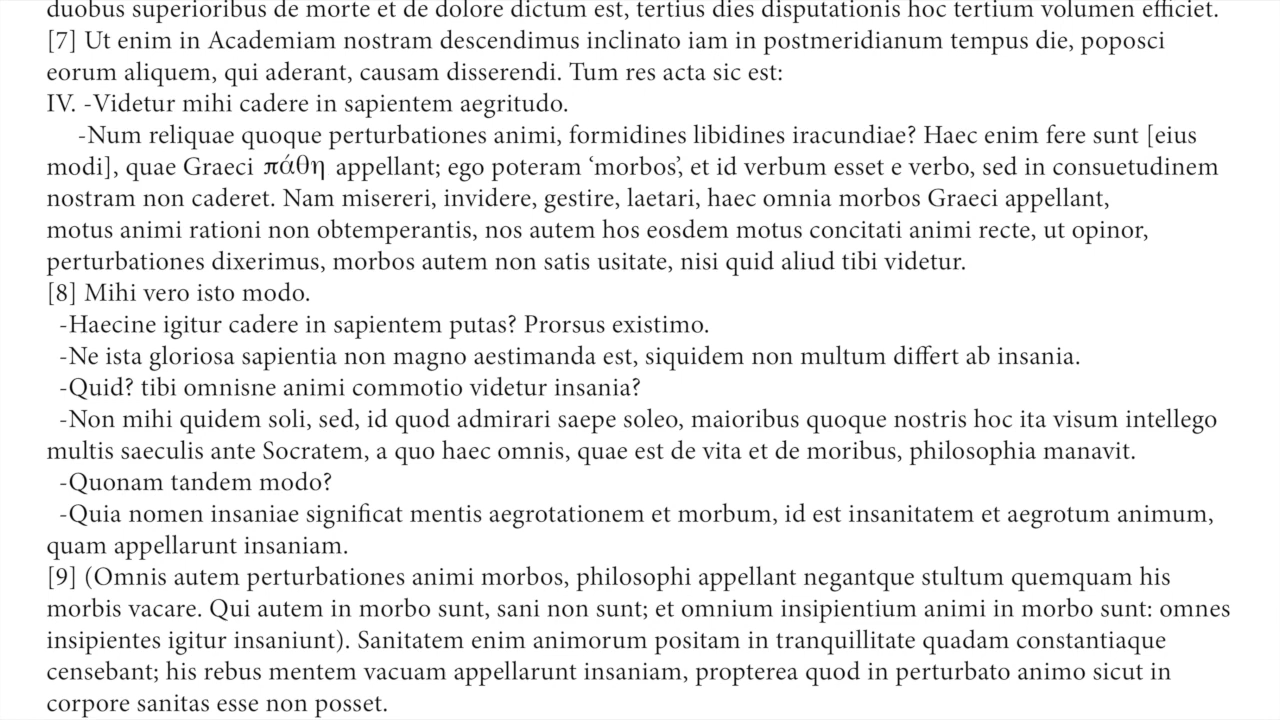 duobus superioribus de morte et de dolore dictum est, tertius dies disputationis hoc tertium volumen efficiet.
[7] Ut enim in Academiam nostram descendimus inclinato iam in postmeridianum tempus die, poposci
eorum aliquem, qui aderant, causam disserendi. Tum res acta sic est:
IV. -Videtur mihi cadere in sapientem aegritudo.
-Num reliquae quoque perturbationes animi, formidines libidines iracundiae? Haec enim fere sunt [eius
modi], quae Graeci πάθη appellant; ego poteram ‘morbos’, et id verbum esset e verbo, sed in consuetudinem
nostram non caderet. Nam misereri, invidere, gestire, laetari, haec omnia morbos Graeci appellant,
motus animi rationi non obtemperantis, nos autem hos eosdem motus concitati animi recte, ut opinor,
perturbationes dixerimus, morbos autem non satis usitate, nisi quid aliud tibi videtur.
[8] Mihi vero isto modo.
-Haecine igitur cadere in sapientem putas? Prorsus existimo.
-Ne ista gloriosa sapientia non magno aestimanda est, siquidem non multum differt ab insania.
-Quid? tibi omnisne animi commotio videtur insania?
-Non mihi quidem soli, sed, id quod admirari saepe soleo, maioribus quoque nostris hoc ita visum intellego
multis saeculis ante Socratem, a quo haec omnis, quae est de vita et de moribus, philosophia manavit.
-Quonam tandem modo?
-Quia nomen insaniae significat mentis aegrotationem et morbum, id est insanitatem et aegrotum animum,
quam appellarunt insaniam.
[9] (Omnis autem perturbationes animi morbos, philosophi appellant negantque stultum quemquam his
morbis vacare. Qui autem in morbo sunt, sani non sunt; et omnium insipientium animi in morbo sunt: omnes
insipientes igitur insaniunt). Sanitatem enim animorum positam in tranquillitate quadam constantiaque
censebant; his rebus mentem vacuam appellarunt insaniam, propterea quod in perturbato animo sicut in
corpore sanitas esse non posset.